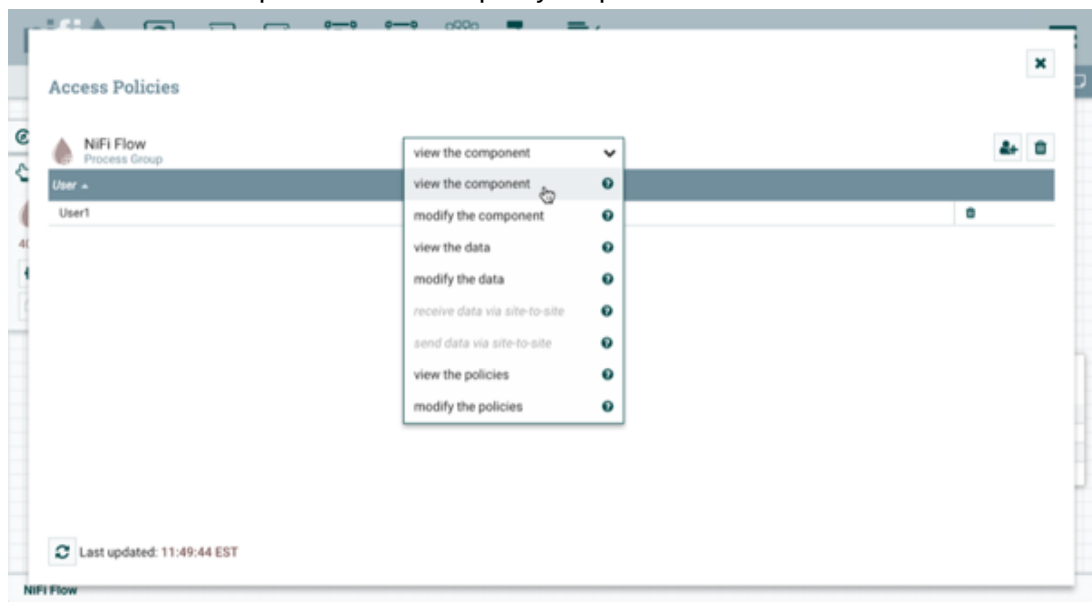 Access Policies
NiFi Flow
Process Group
view the component
User
view the component
User1
modify the component
view the data
modify the data
receive data via site-to-site
send data via site-to-site
view the policies
modify the policies
Last updated: 11:49:44 EST
NiFi Flow